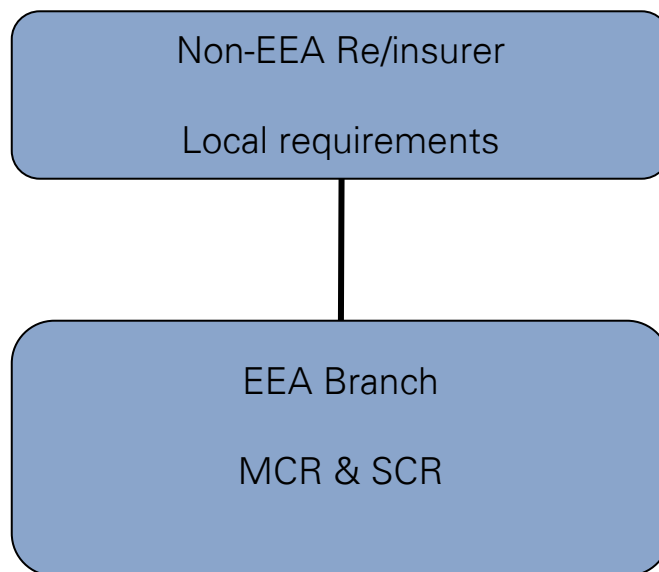 Non-EEA Re/insurer
Local requirements
EEA Branch
MCR & SCR